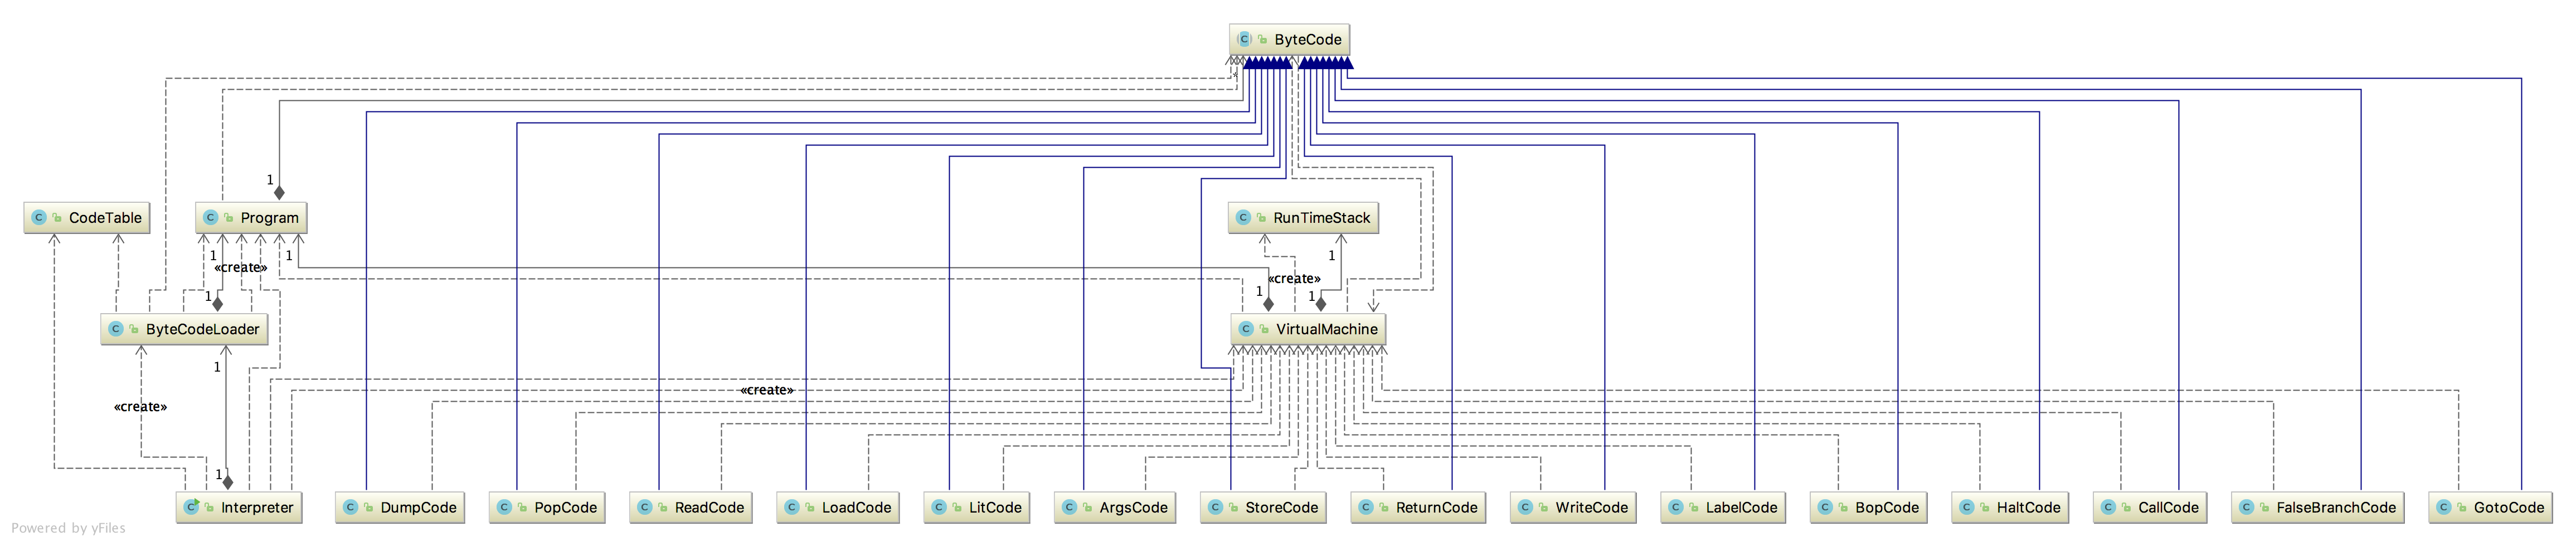 ByteCode
1
CodeTable
Program
RunTimeStack
1
1
1
«create»
«create»
1
1
1
ByteCodeLoader
VirtualMachine
1
«create»
«create»
1
Interpreter
DumpCode
PopCode
ReadCode
LoadCode
LitCode
ArgsCode
StoreCode
ReturnCode
WriteCode
LabelCode
BopCode
HaltCode
CallCode
FalseBranchCode
GotoCode
Powered by yFiles